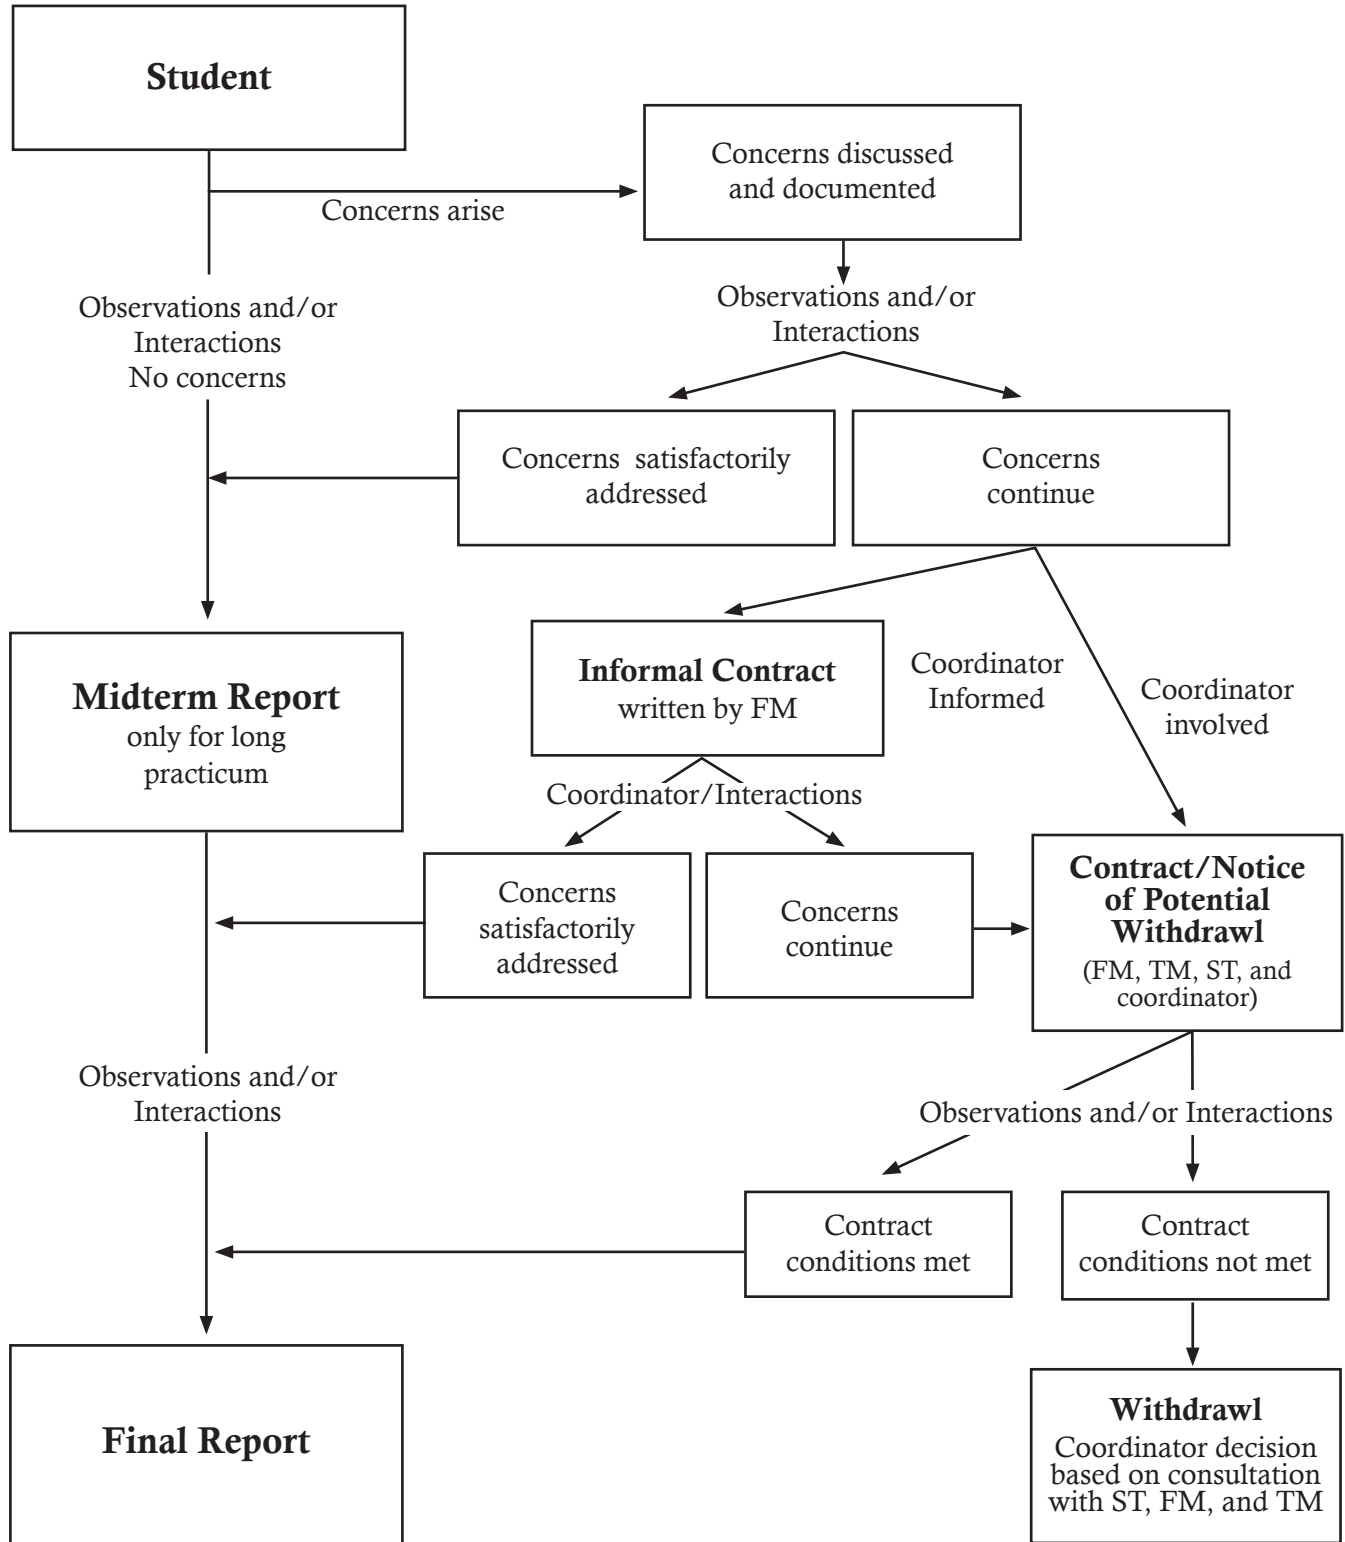 Student
Concerns discussed
and documented
Concerns arise
Observations and/or
Interactions
No concerns
Observations and/or
Interactions
Concerns satisfactorily
addressed
Concerns
continue
Midterm Report
only for long
practicum
Informal Contract
written by FM
Coordinator
Informed
Coordinator
involved
Coordinator/Interactions
Concerns
satisfactorily
addressed
Concerns
continue
Contract/Notice
of Potential
Withdrawl
(FM, TM, ST, and
coordinator)
Observations and/or
Interactions
Observations and/or Interactions
Contract
conditions met
Contract
conditions not met
Final Report
Withdrawl
Coordinator decision
based on consultation
with ST, FM, and TM